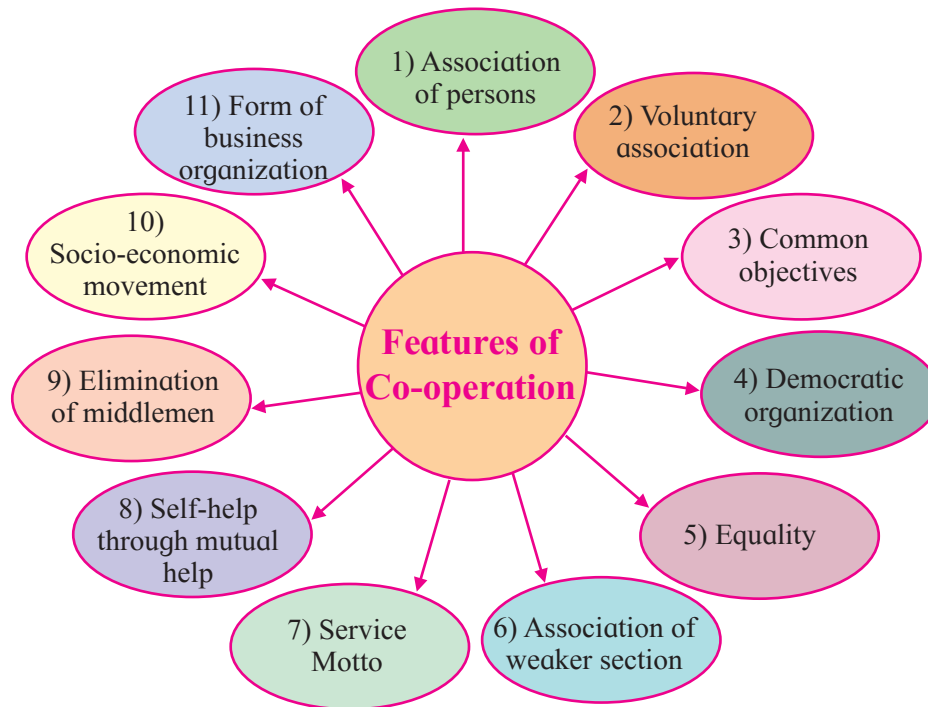 1) Association
of persons
2) Voluntary
association
3) Common
objectives
4) Democratic
organization
5) Equality
6) Association of
weaker section
7) Service
Motto
8) Self-help
through mutual
help
9) Elimination
of middlemen
10)
Socio-economic
movement
11) Form of
business
organization
Features of
Co-operation